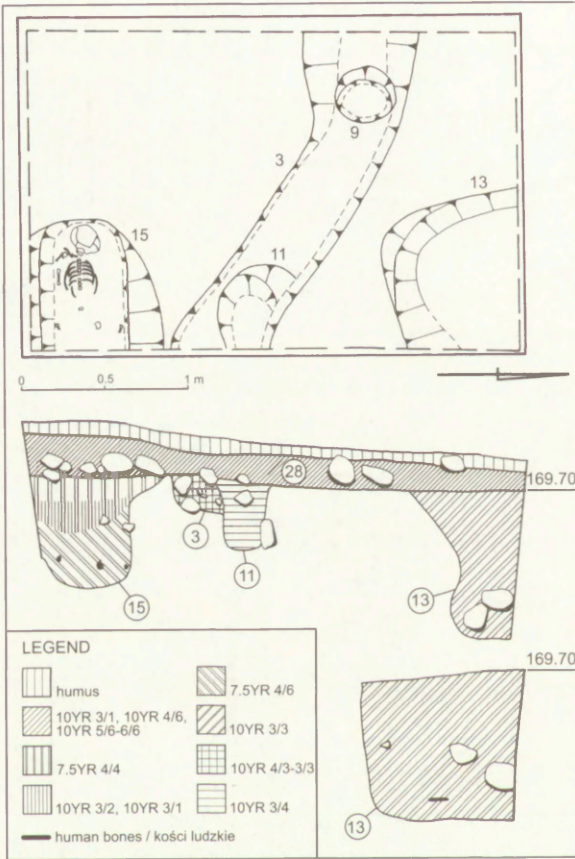 9
3
13
15
11
0 0.5 1 m
28
169.70
3
11
15
13
169.70
LEGEND
humus
10YR 3/1, 10YR 4/6,
10YR 5/6-6/6
7.5YR 4/4
10YR 3/2, 10YR 3/1
7.5YR 4/6
10YR 3/3
10YR 4/3-3/3
10YR 3/4
human bones / kości ludzkie
13